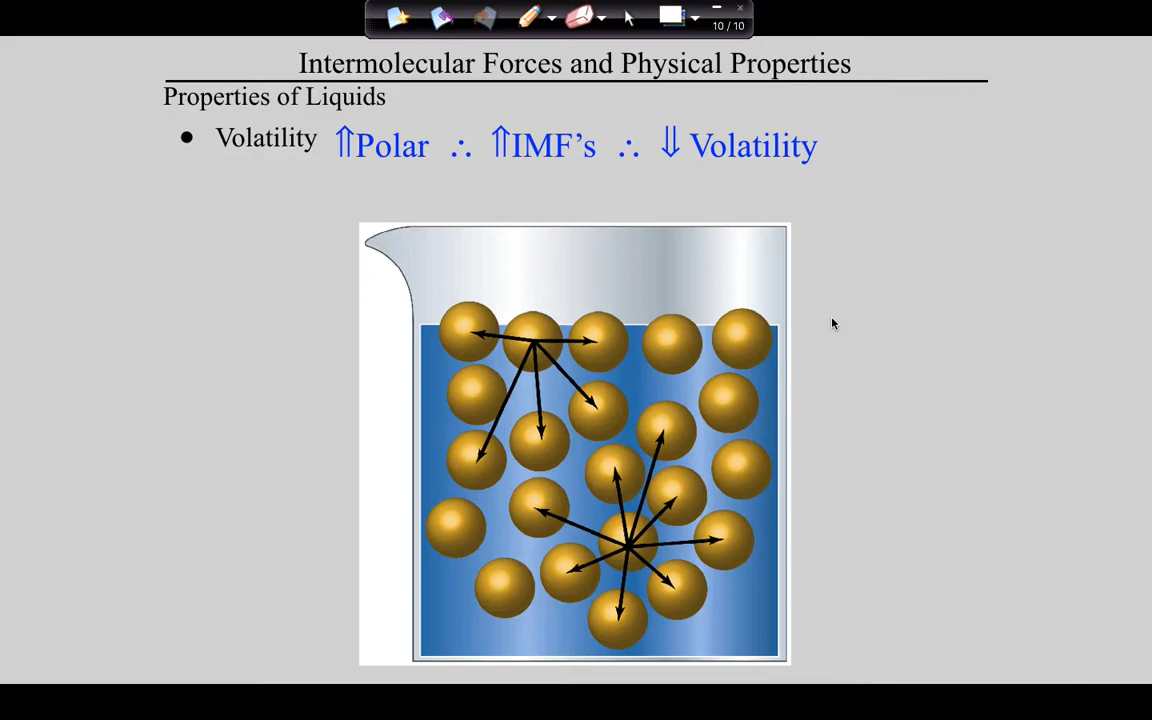 10 / 10
Intermolecular Forces and Physical Properties
Properties of Liquids
● Volatility ⇑Polar ∴ ⇑IMF’s ∴ ⇓ Volatility